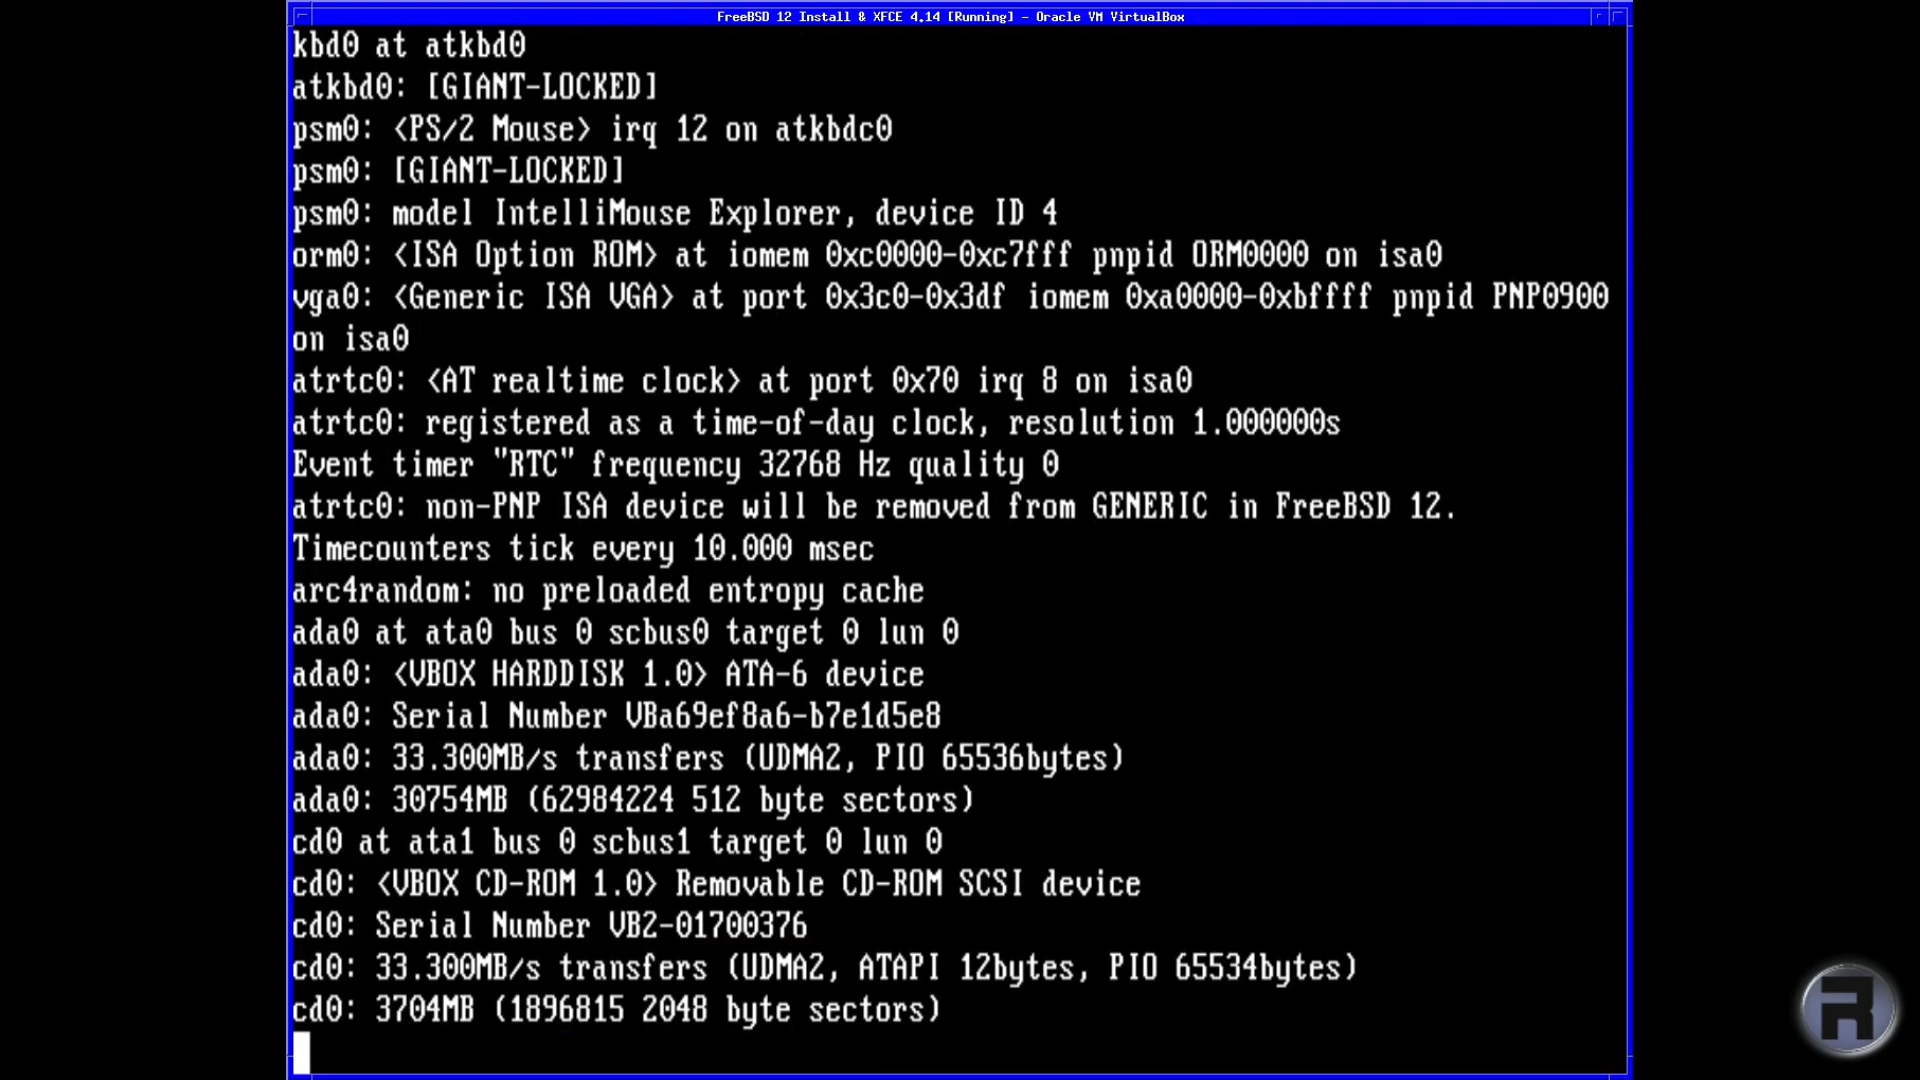 FreeBSD 12 Install & XFCE 4.14 [Running] - Oracle VM VirtualBox
kbd0 at atkbd0
atkbd0: [GIANT-LOCKED]
psm0: <PS/2 Mouse> irq 12 on atkbdc0
psm0: [GIANT-LOCKED]
psm0: model IntelliMouse Explorer, device ID 4
orm0: <ISA Option ROM> at iomem 0xc0000-0xc7fff pnpid ORM0000 on isa0
vga0: <Generic ISA VGA> at port 0x3c0-0x3df iomem 0xa0000-0xbffff pnpid PNP0900
on isa0
atrtc0: <AT realtime clock> at port 0x70 irq 8 on isa0
atrtc0: registered as a time-of-day clock, resolution 1.000000s
Event timer "RTC" frequency 32768 Hz quality 0
atrtc0: non-PNP ISA device will be removed from GENERIC in FreeBSD 12.
Timecounters tick every 10.000 msec
arc4random: no preloaded entropy cache
ada0 at ata0 bus 0 scbus0 target 0 lun 0
ada0: <VBOX HARDDISK 1.0> ATA-6 device
ada0: Serial Number VBa69ef8a6-b7e1d5e8
ada0: 33.300MB/s transfers (UDMA2, PIO 65536bytes)
ada0: 30754MB (62984224 512 byte sectors)
cd0 at ata1 bus 0 scbus1 target 0 lun 0
cd0: <VBOX CD-ROM 1.0> Removable CD-ROM SCSI device
cd0: Serial Number VB2-01700376
cd0: 33.300MB/s transfers (UDMA2, ATAPI 12bytes, PIO 65534bytes)
cd0: 3704MB (1896815 2048 byte sectors)
R